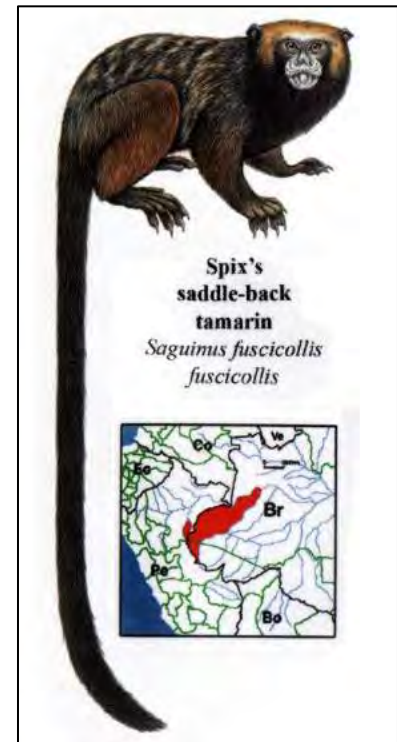 Spix's
saddle-back
tamarin
Saguinus fuscicollis
fuscicollis
Ve
Co
Ec
Br
Pe
Bo